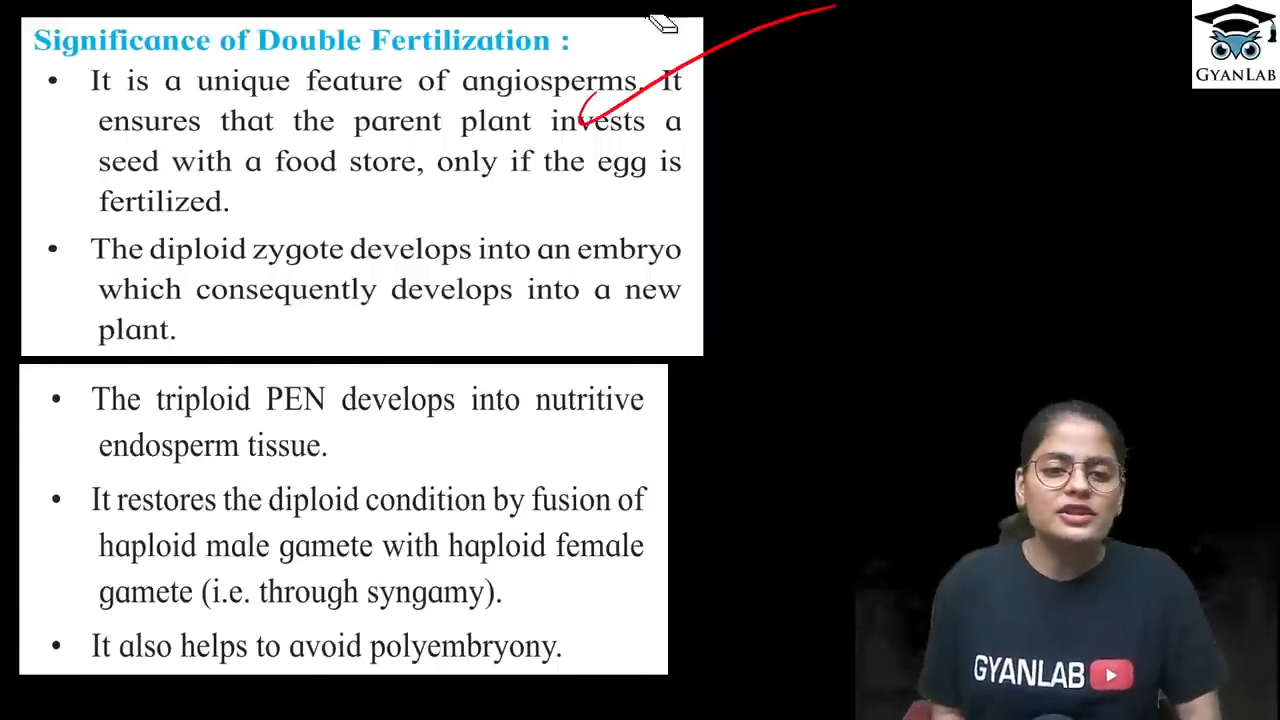 Significance of Double Fertilization :
• It is a unique feature of angiosperms. It
ensures that the parent plant invests a
seed with a food store, only if the egg is
fertilized.
• The diploid zygote develops into an embryo
which consequently develops into a new
plant.
• The triploid PEN develops into nutritive
endosperm tissue.
• It restores the diploid condition by fusion of
haploid male gamete with haploid female
gamete (i.e. through syngamy).
• It also helps to avoid polyembryony.
GYANLAB
GYANLAB